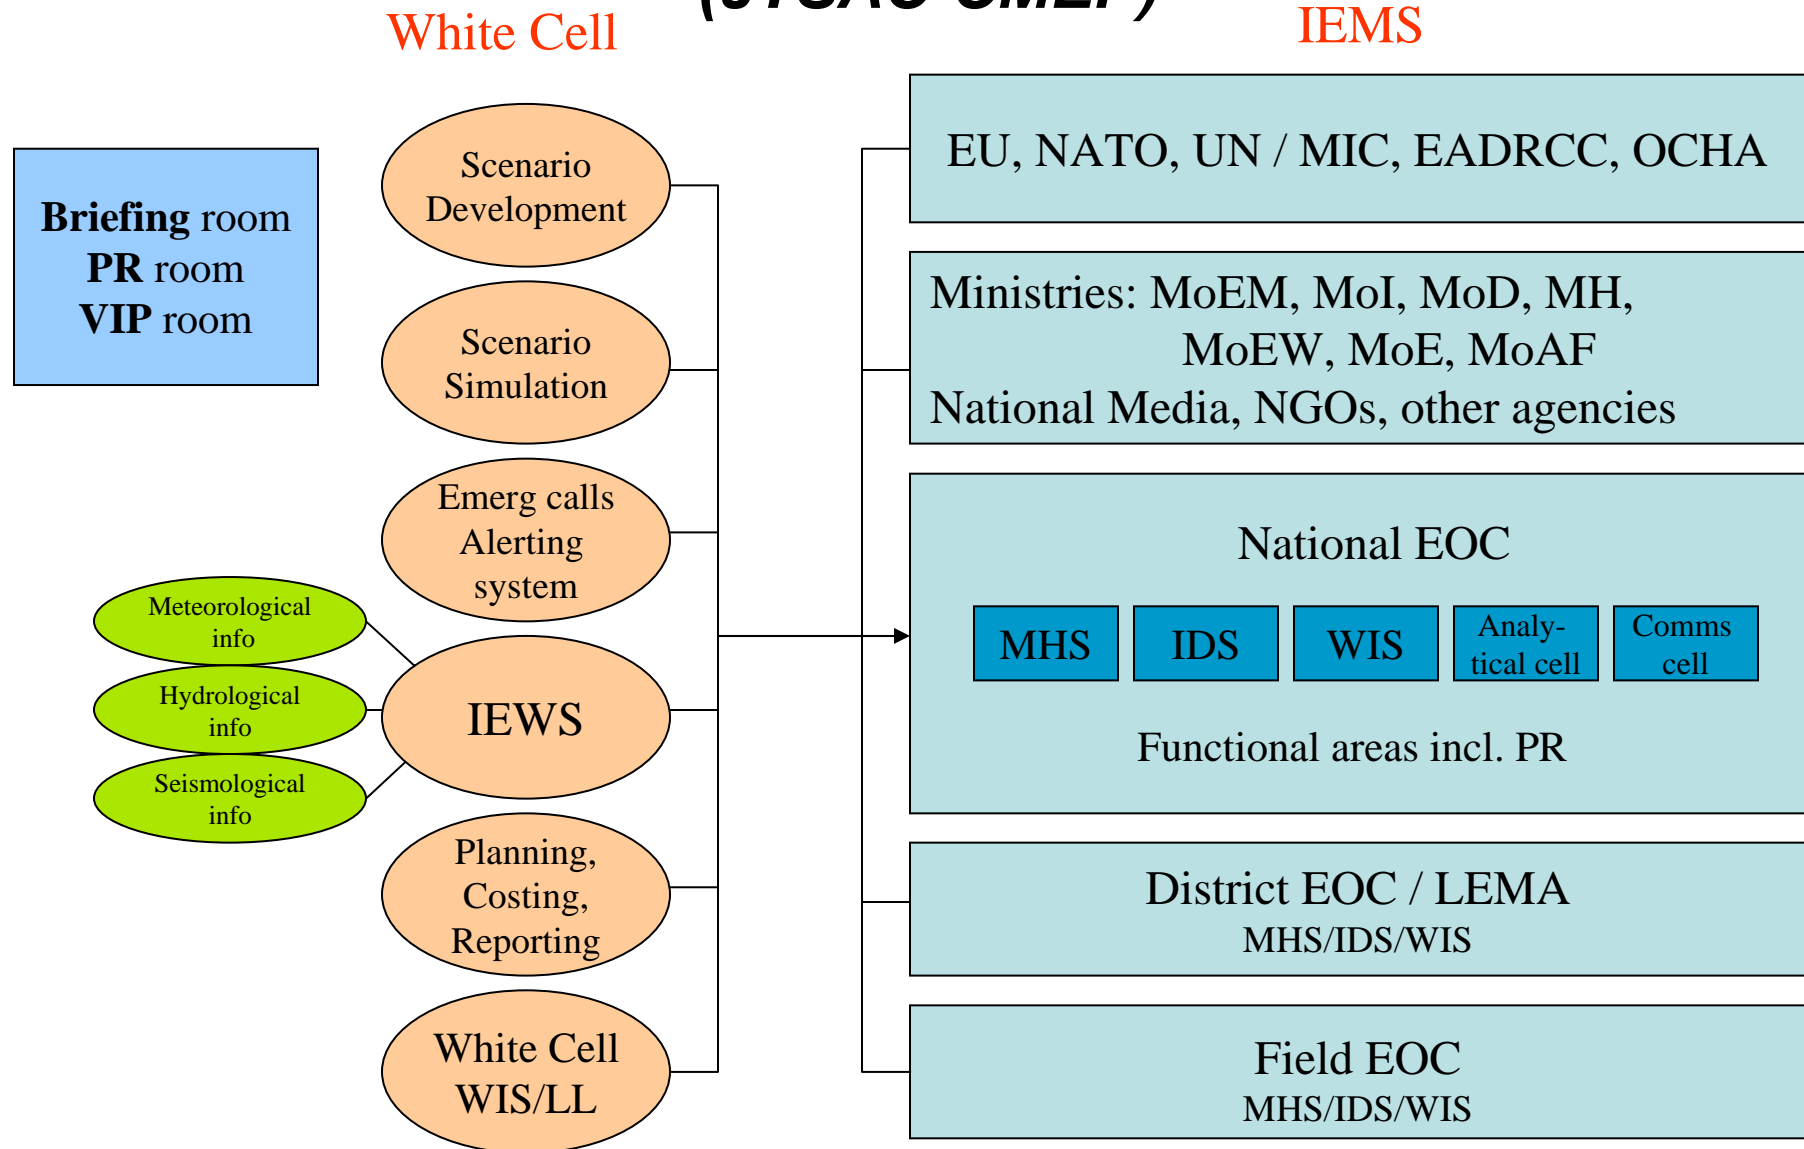 White Cell
IEMS
Briefing room
PR room
VIP room
Scenario
Development
Scenario
Simulation
Emerg calls
Alerting
system
Meteorological
info
Hydrological
info
Seismological
info
IEWS
Planning,
Costing,
Reporting
White Cell
WIS/LL
EU, NATO, UN / MIC, EADRCC, OCHA
Ministries: MoEM, MoI, MoD, MH,
MoEW, MoE, MoAF
National Media, NGOs, other agencies
National EOC
MHS
IDS
WIS
Analy-
tical cell
Comms
cell
Functional areas incl. PR
District EOC / LEMA
MHS/IDS/WIS
Field EOC
MHS/IDS/WIS